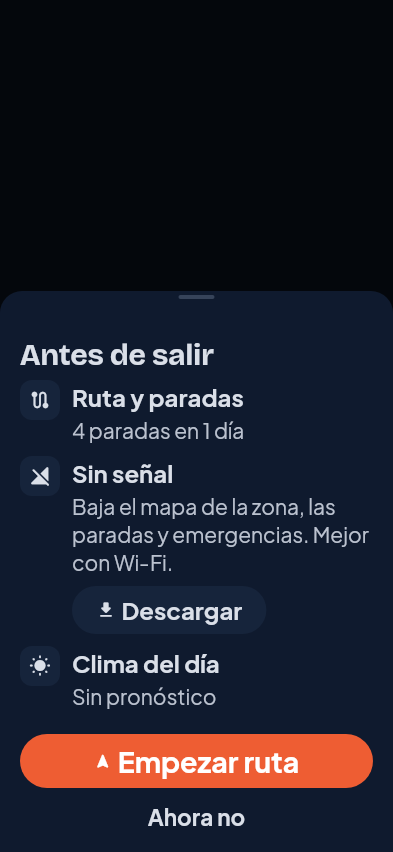 Antes de salir
Ruta y paradas
4 paradas en 1 día
Sin señal
Baja el mapa de la zona, las
paradas y emergencias. Mejor
con Wi-Fi.
Descargar
Clima del día
Sin pronóstico
Empezar ruta
Ahora no